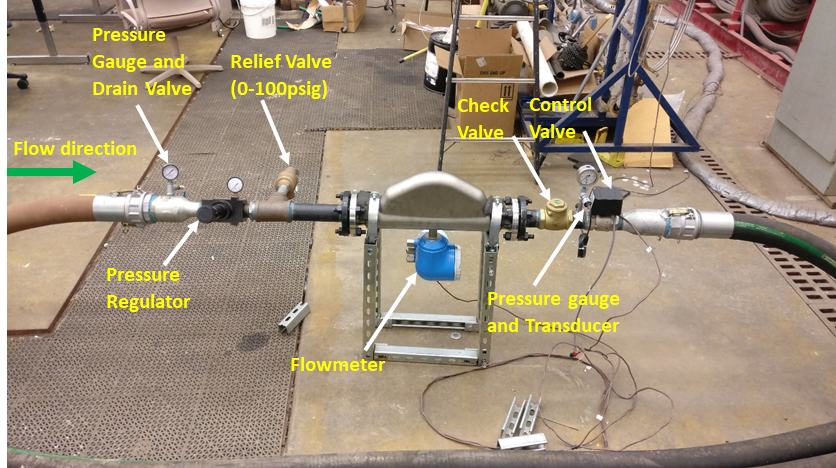 Pressure
Gauge and
Drain Valve
Relief Valve
(0-100psig)
Check
Valve
Control
Valve
Flow direction
Pressure
Regulator
Pressure gauge
and Transducer
Flowmeter